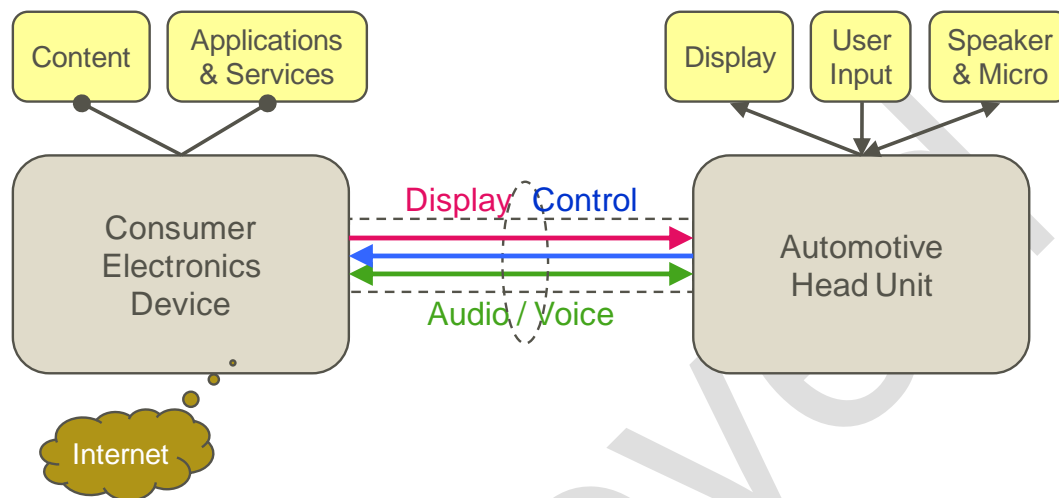 Content
Applications
& Services
Display
User
Input
Speaker
& Micro
Consumer
Electronics
Device
Display
Control
Audio / Voice
Automotive
Head Unit
Internet